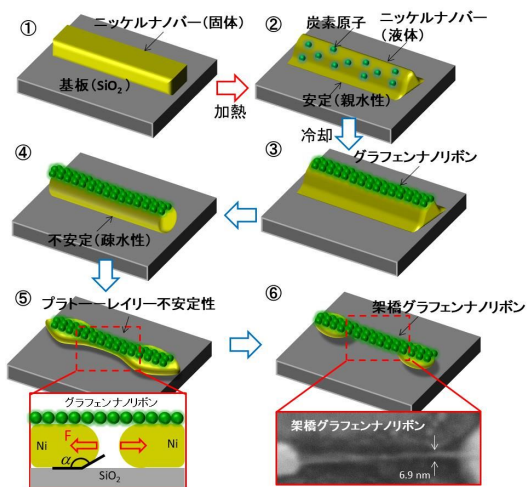 ①
ニッケルナノバー(固体)
基板(SiO₂)
加熱
②
炭素原子
ニッケルナノバー
(液体)
安定(親水性)
冷却
③
グラフェンナノリボン
④
不安定(疎水性)
⑤
プラトーーレイリー不安定性
グラフェンナノリボン
Ni
F
Ni
α
SiO₂
⑥
架橋グラフェンナノリボン
架橋グラフェンナノリボン
6.9 nm